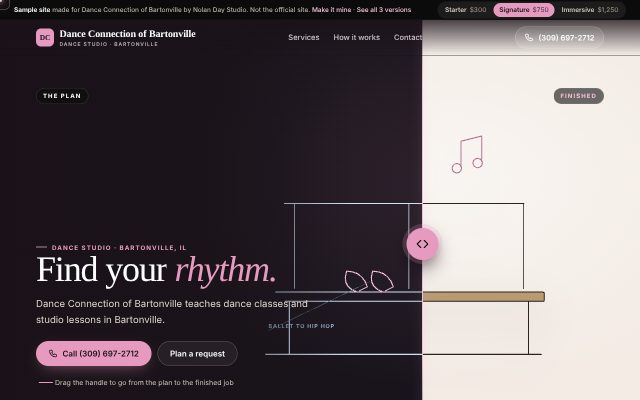 Sample site made for Dance Connection of Bartonville by Nolan Day Studio. Not the official site. Make it mine · See all 3 versions
Starter $300 Signature $750 Immersive $1,250
DC Dance Connection of Bartonville
DANCE STUDIO · BARTONVILLE
Services How it works Contact
(309) 697-2712
THE PLAN
FINISHED
DANCE STUDIO · BARTONVILLE, IL
Find your rhythm.
Dance Connection of Bartonville teaches dance classes and
studio lessons in Bartonville.
BALLET TO HIP HOP
Call (309) 697-2712
Plan a request
Drag the handle to go from the plan to the finished job